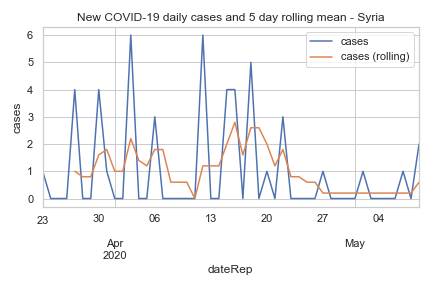 New COVID-19 daily cases and 5 day rolling mean - Syria
cases
cases (rolling)
cases
6
5
4
3
2
1
0
23 30 06 13 20 27 04
Apr May
2020
dateRep